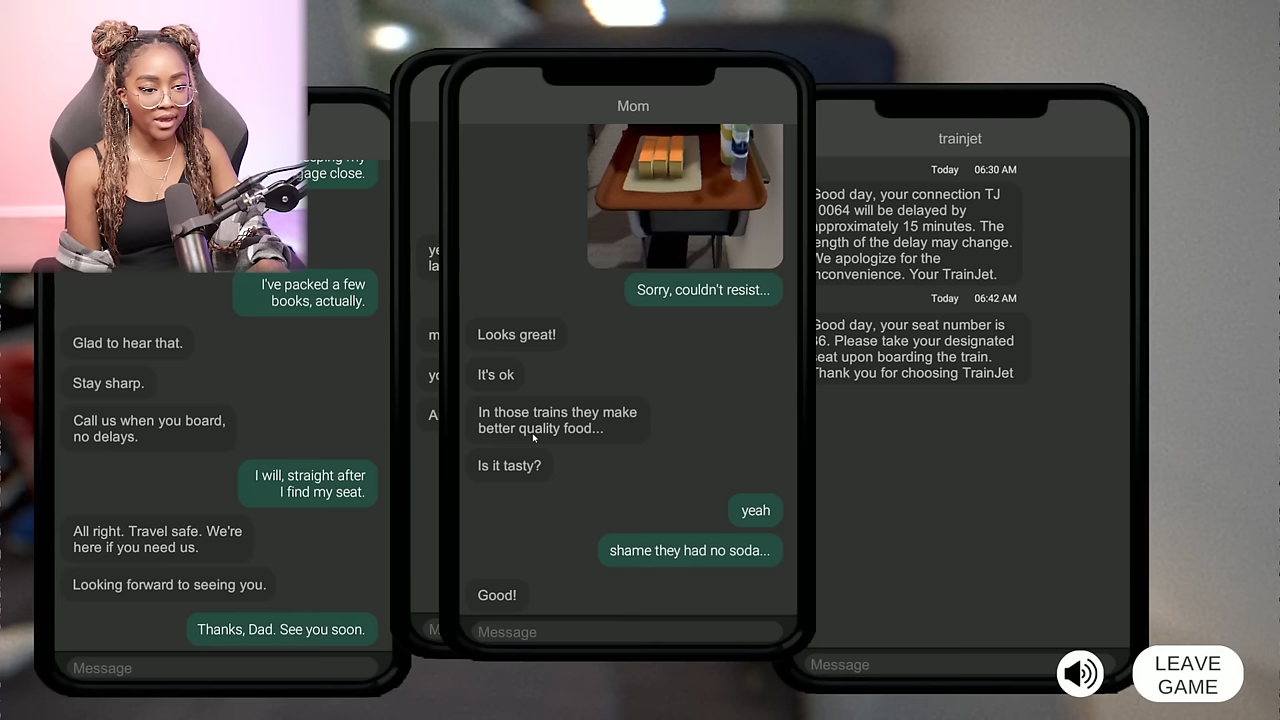 age close.
I've packed a few
books, actually.
Glad to hear that.
Stay sharp.
Call us when you board,
no delays.
I will, straight after
I find my seat.
All right. Travel safe. We're
here if you need us.
Looking forward to seeing you.
Thanks, Dad. See you soon.
Message
Mom
Sorry, couldn't resist...
Looks great!
It's ok
In those trains they make
better quality food...
Is it tasty?
yeah
shame they had no soda...
Good!
Message
trainjet
Today 06:30 AM
Good day, your connection TJ
0064 will be delayed by
approximately 15 minutes. The
length of the delay may change.
We apologize for the
inconvenience. Your TrainJet.
Today 06:42 AM
Good day, your seat number is
36. Please take your designated
seat upon boarding the train.
Thank you for choosing TrainJet
Message
LEAVE
GAME